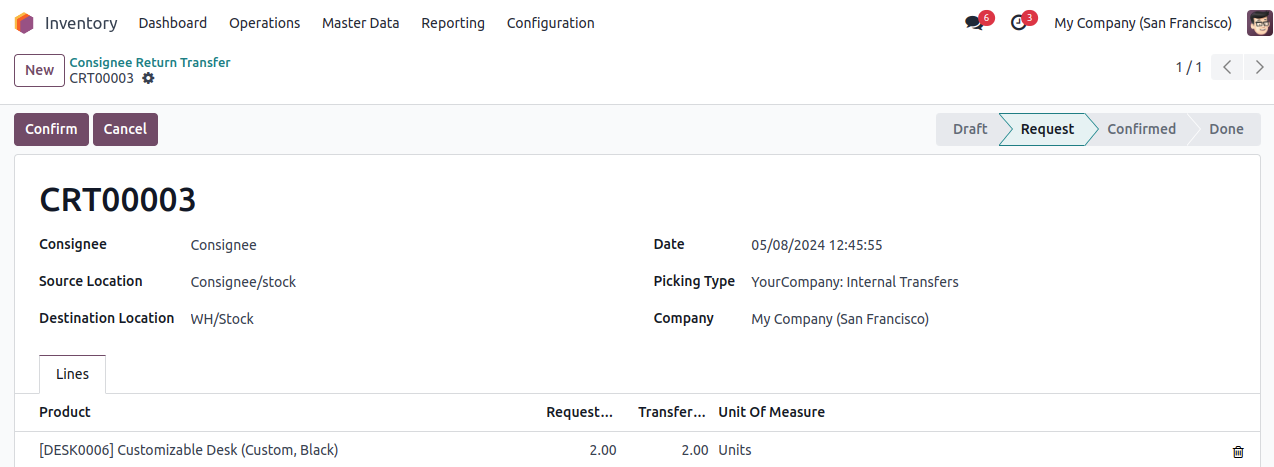 Inventory Dashboard Operations Master Data Reporting Configuration 6 3 My Company (San Francisco)
New Consignee Return Transfer
CRT00003 1 / 1
Confirm Cancel Draft Request Confirmed Done
CRT00003
Consignee Consignee Date 05/08/2024 12:45:55
Source Location Consignee/stock Picking Type YourCompany: Internal Transfers
Destination Location WH/Stock Company My Company (San Francisco)
Lines
Product Request... Transfer... Unit Of Measure
[DESK0006] Customizable Desk (Custom, Black) 2.00 2.00 Units